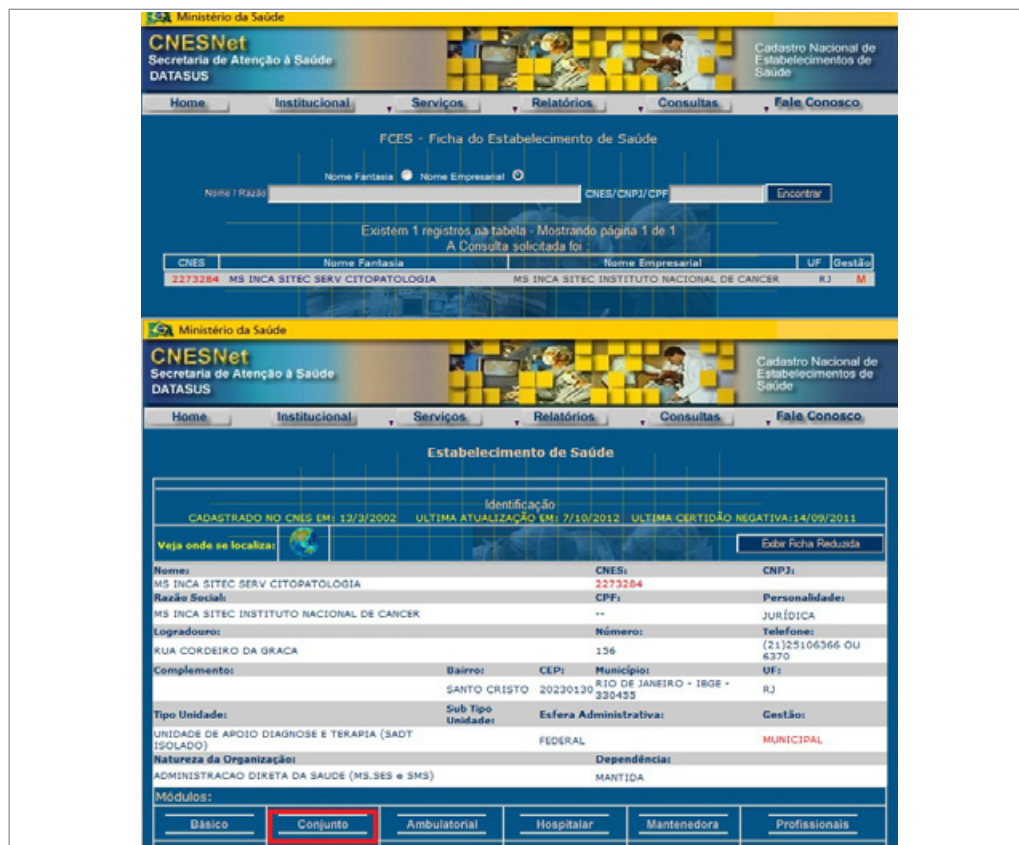 Ministério da Saúde
CNESNet
Secretaria de Atenção à Saúde
DATASUS
Cadastro Nacional de
Estabelecimentos de
Saúde
Home Institucional Serviços Relatórios Consultas Fale Conosco
FCES - Ficha do Estabelecimento de Saúde
Nome Fantasia Nome Empresarial
Nome / Razão CNES/CNPJ/CPF Encontrar
Existem 1 registros na tabela - Mostrando página 1 de 1
A Consulta solicitada foi :
CNES Nome Fantasia Nome Empresarial UF Gestão
2273284 MS INCA SITEC SERV CITOPATOLOGIA MS INCA SITEC INSTITUTO NACIONAL DE CANCER RJ M
Ministério da Saúde
CNESNet
Secretaria de Atenção à Saúde
DATASUS
Cadastro Nacional de
Estabelecimentos de
Saúde
Home Institucional Serviços Relatórios Consultas Fale Conosco
Estabelecimento de Saúde
Identificação
CADASTRADO NO CNES EM: 13/3/2002 ULTIMA ATUALIZAÇÃO EM: 7/10/2012 ULTIMA CERTIDÃO NEGATIVA:14/09/2011
Veja onde se localiza: Exibir Ficha Reduzida
Nome: CNES: CNPJ:
MS INCA SITEC SERV CITOPATOLOGIA 2273284
Razão Social: CPF: Personalidade:
MS INCA SITEC INSTITUTO NACIONAL DE CANCER -- JURÍDICA
Logradouro: Número: Telefone:
RUA CORDEIRO DA GRACA 156 (21)25106366 OU 6370
Complemento: Bairro: CEP: Município: UF:
SANTO CRISTO 20230130 RIO DE JANEIRO - IBGE - 330455 RJ
Tipo Unidade: Sub Tipo Unidade: Esfera Administrativa: Gestão:
UNIDADE DE APOIO DIAGNOSE E TERAPIA (SADT ISOLADO) FEDERAL MUNICIPAL
Natureza da Organização: Dependência:
ADMINISTRACAO DIRETA DA SAUDE (MS,SES e SMS) MANTIDA
Módulos:
Básico Conjunto Ambulatorial Hospitalar Mantenedora Profissionais